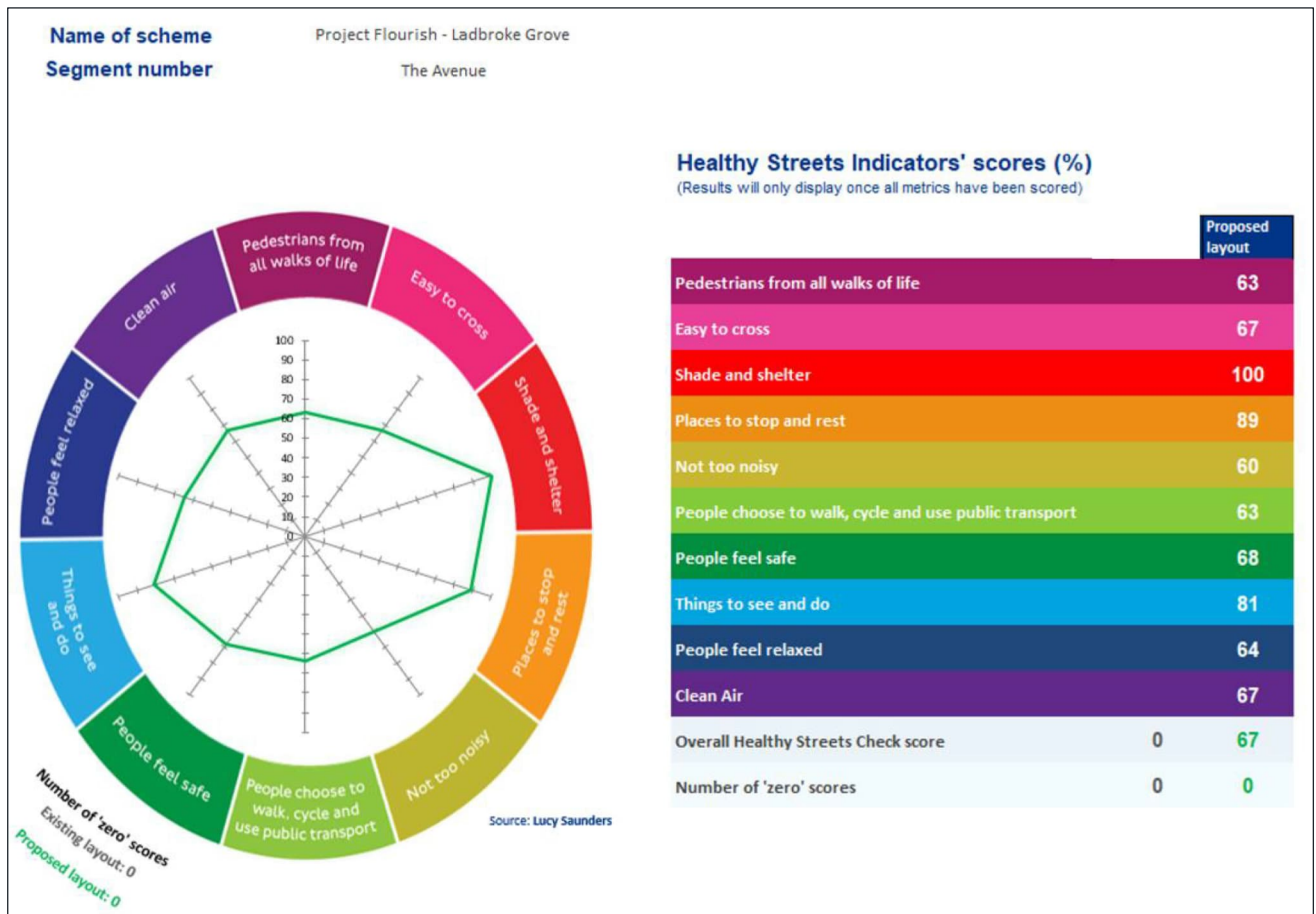 Name of scheme Project Flourish - Ladbroke Grove
Segment number The Avenue
Healthy Streets Indicators' scores (%)
(Results will only display once all metrics have been scored)
Proposed
layout
Pedestrians from all walks of life 63
Easy to cross 67
Shade and shelter 100
Places to stop and rest 89
Not too noisy 60
People choose to walk, cycle and use public transport 63
People feel safe 68
Things to see and do 81
People feel relaxed 64
Clean Air 67
Overall Healthy Streets Check score 0 67
Number of 'zero' scores 0 0
Pedestrians from
all walks of life
Easy to cross
Shade and shelter
Places to stop
and rest
Not too noisy
People choose to
walk, cycle and
use public transport
People feel safe
Things to see
and do
People feel relaxed
Clean air
100
90
80
70
60
50
40
30
20
10
0
Source: Lucy Saunders
Number of 'zero' scores
Existing layout: 0
Proposed layout: 0